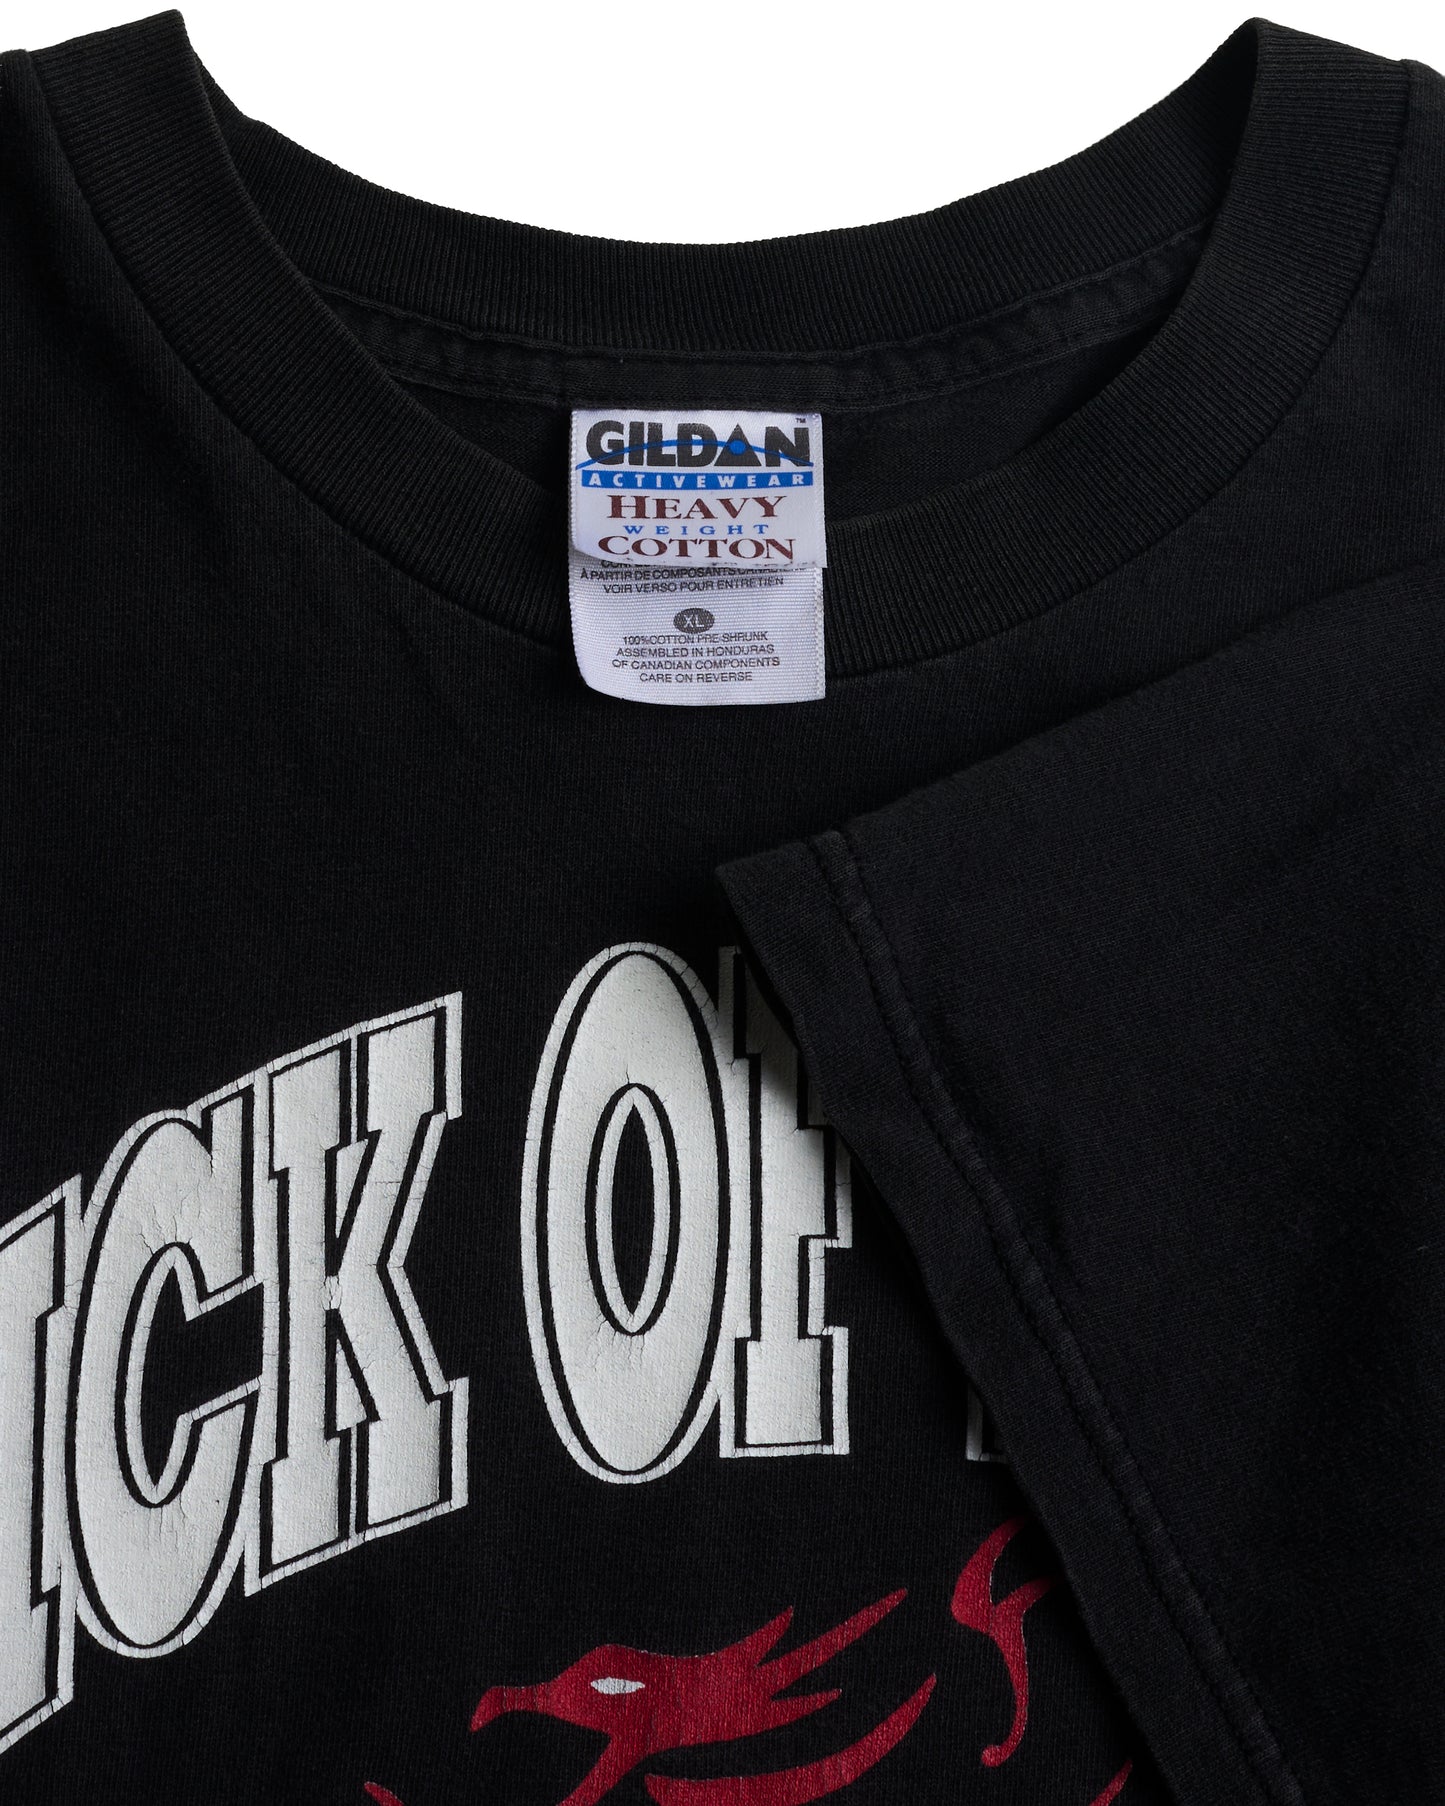 GILDAN™
ACTIVEWEAR
HEAVY
WEIGHT
COTTON
À PARTIR DE COMPOSANTS CANADIENS
VOIR VERSO POUR ENTRETIEN
XL
100% COTTON PRE-SHRUNK
ASSEMBLED IN HONDURAS
OF CANADIAN COMPONENTS
CARE ON REVERSE
ICK OF